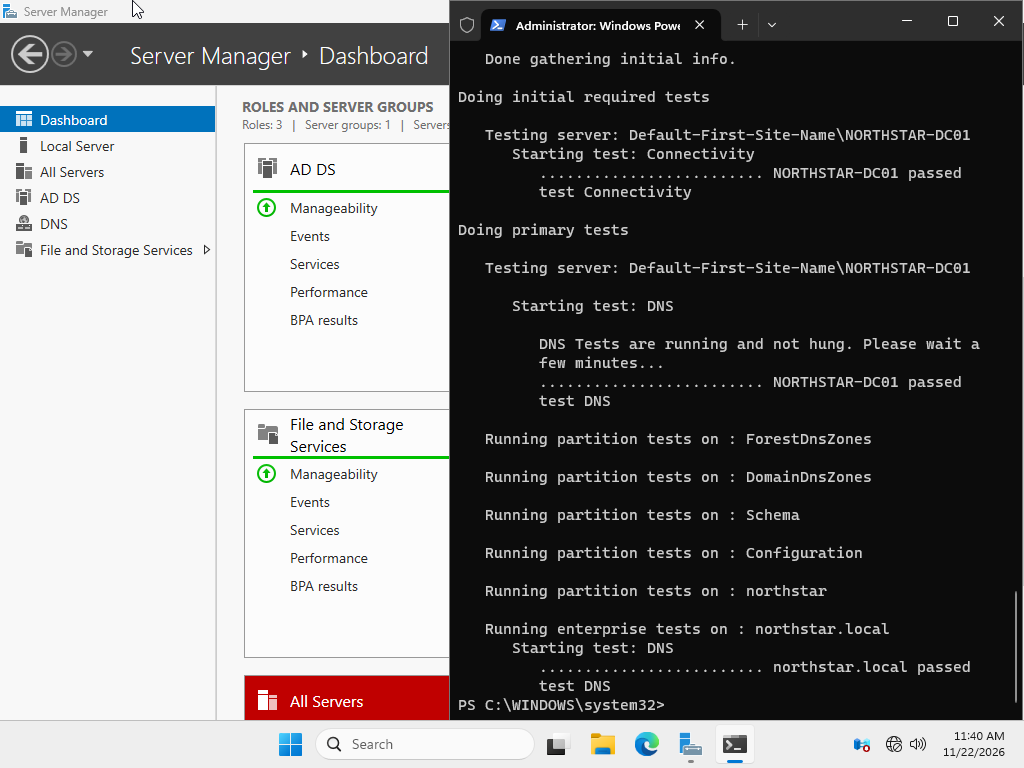 Server Manager
Server Manager ‣ Dashboard
Dashboard
Local Server
All Servers
AD DS
DNS
File and Storage Services
ROLES AND SERVER GROUPS
Roles: 3 | Server groups: 1 | Servers
AD DS
Manageability
Events
Services
Performance
BPA results
File and Storage
Services
Manageability
Events
Services
Performance
BPA results
All Servers
Administrator: Windows Powe
Done gathering initial info.
Doing initial required tests
Testing server: Default-First-Site-Name\NORTHSTAR-DC01
Starting test: Connectivity
......................... NORTHSTAR-DC01 passed
test Connectivity
Doing primary tests
Testing server: Default-First-Site-Name\NORTHSTAR-DC01
Starting test: DNS
DNS Tests are running and not hung. Please wait a
few minutes...
......................... NORTHSTAR-DC01 passed
test DNS
Running partition tests on : ForestDnsZones
Running partition tests on : DomainDnsZones
Running partition tests on : Schema
Running partition tests on : Configuration
Running partition tests on : northstar
Running enterprise tests on : northstar.local
Starting test: DNS
......................... northstar.local passed
test DNS
PS C:\WINDOWS\system32>
Search
11:40 AM
11/22/2026